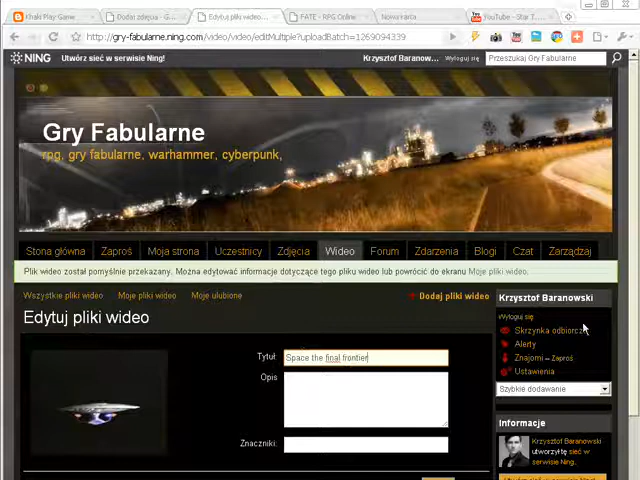 Khaki Play Game
Dodaj zdjęcia - G...
Edytuj pliki wideo...
FATE - RPG Online
Nowa karta
YouTube - Star T...
http://gry-fabularne.ning.com/video/video/editMultiple?uploadBatch=1269094339
NING
Utwórz sieć w serwisie Ning!
Krzysztof Baranow...
Wyloguj się
Przeszukaj Gry Fabularne
Gry Fabularne
rpg, gry fabularne, warhammer, cyberpunk,
Stona główna
Zaproś
Moja strona
Uczestnicy
Zdjęcia
Wideo
Forum
Zdarzenia
Blogi
Czat
Zarządzaj
Plik wideo został pomyślnie przekazany. Można edytować informacje dotyczące tego pliku wideo lub powrócić do ekranu Moje pliki wideo.
Wszystkie pliki wideo
Moje pliki wideo
Moje ulubione
+ Dodaj pliki wideo
Krzysztof Baranowski
Wyloguj się
Edytuj pliki wideo
Skrzynka odbiorcza
Alerty
Tytuł:
Space the final frontier
Znajomi – Zaproś
Ustawienia
Opis
Szybkie dodawanie
Informacje
Znaczniki:
Krzysztof Baranowski
utworzył(a) sieć w
serwisie Ning.